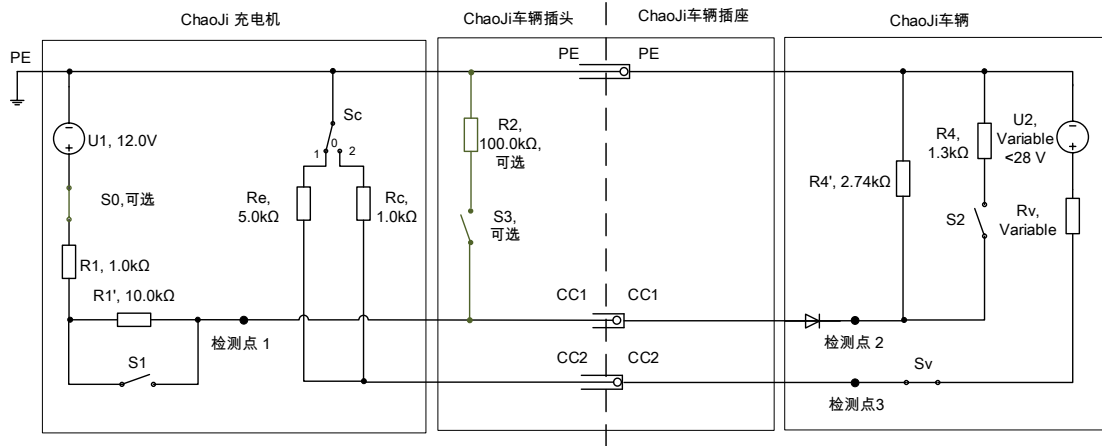 ChaoJi 充电机
ChaoJi车辆插头
ChaoJi车辆插座
ChaoJi车辆
PE
PE
PE
U1, 12.0V
S0,可选
R1, 1.0kΩ
R1', 10.0kΩ
S1
检测点 1
Sc
1
0
2
Re,
5.0kΩ
Rc,
1.0kΩ
R2,
100.0kΩ,
可选
S3,
可选
CC1
CC1
CC2
CC2
R4', 2.74kΩ
R4,
1.3kΩ
S2
U2,
Variable
<28 V
Rv,
Variable
检测点 2
Sv
检测点3